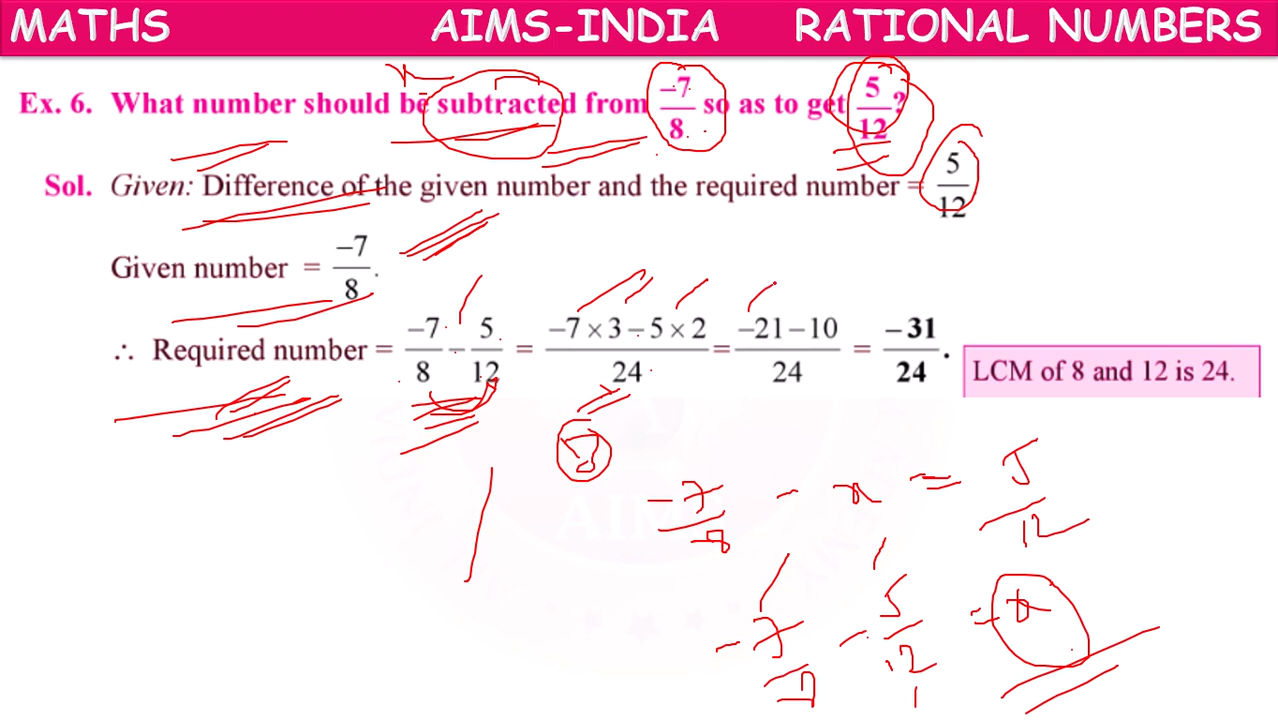 MATHS AIMS-INDIA RATIONAL NUMBERS
Ex. 6. What number should be subtracted from -7/8 so as to get 5/12?
Sol. Given: Difference of the given number and the required number = 5/12
Given number = -7/8.
∴ Required number = -7/8 - 5/12 = (-7 × 3 - 5 × 2)/24 = (-21 - 10)/24 = -31/24.
LCM of 8 and 12 is 24.
x
-7/8 - x = 5/12
-7/8 - 5/12 = x